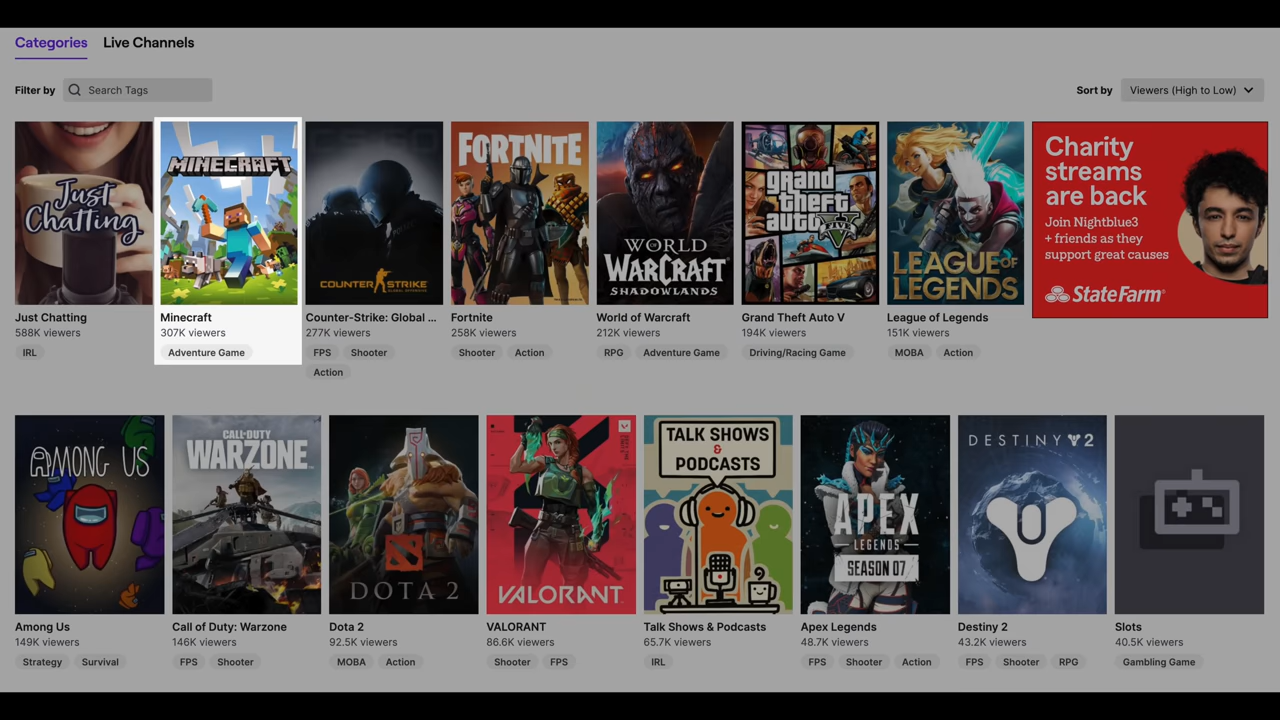 Categories
Live Channels
Filter by
Search Tags
Sort by
Viewers (High to Low)
Just
Chatting
MINECRAFT
COUNTER STRIKE
FORTNITE
WORLD
OF
WARCRAFT
SHADOWLANDS
grand
theft
auto
V
LEAGUE OF
LEGENDS
Charity
streams
are back
Join Nightblue3
+ friends as they
support great causes
StateFarm®
Just Chatting
588K viewers
IRL
Minecraft
307K viewers
Adventure Game
Counter-Strike: Global ...
277K viewers
FPS
Shooter
Action
Fortnite
258K viewers
Shooter
Action
World of Warcraft
212K viewers
RPG
Adventure Game
Grand Theft Auto V
194K viewers
Driving/Racing Game
League of Legends
151K viewers
MOBA
Action
AMONG US
CALL OF DUTY
WARZONE
DOTA 2
VALORANT
TALK SHOWS
&
PODCASTS
APEX
LEGENDS
SEASON 07
DESTINY 2
Among Us
149K viewers
Strategy
Survival
Call of Duty: Warzone
146K viewers
FPS
Shooter
Dota 2
92.5K viewers
MOBA
Action
VALORANT
86.6K viewers
Shooter
FPS
Talk Shows & Podcasts
65.7K viewers
IRL
Apex Legends
48.7K viewers
FPS
Shooter
Action
Destiny 2
43.2K viewers
FPS
Shooter
RPG
Slots
40.5K viewers
Gambling Game